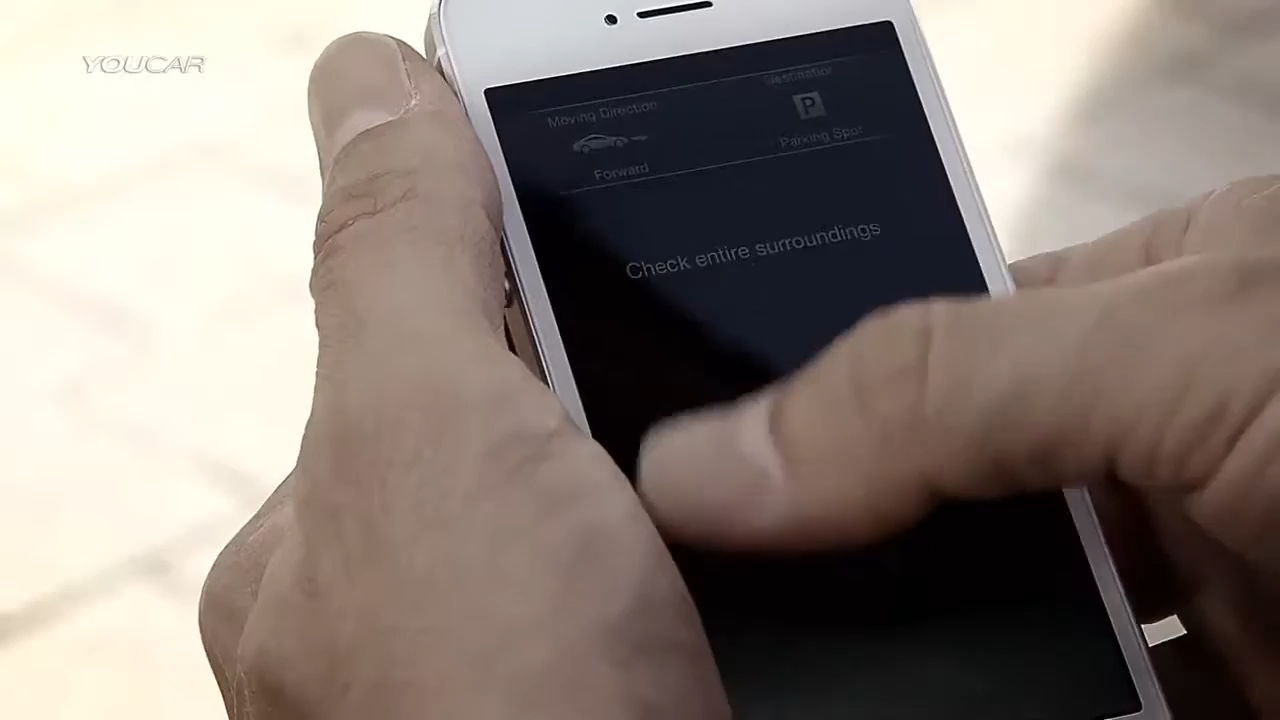 YOUCAR
Moving Direction
Forward
Destination
P
Parking Spot
Check entire surroundings